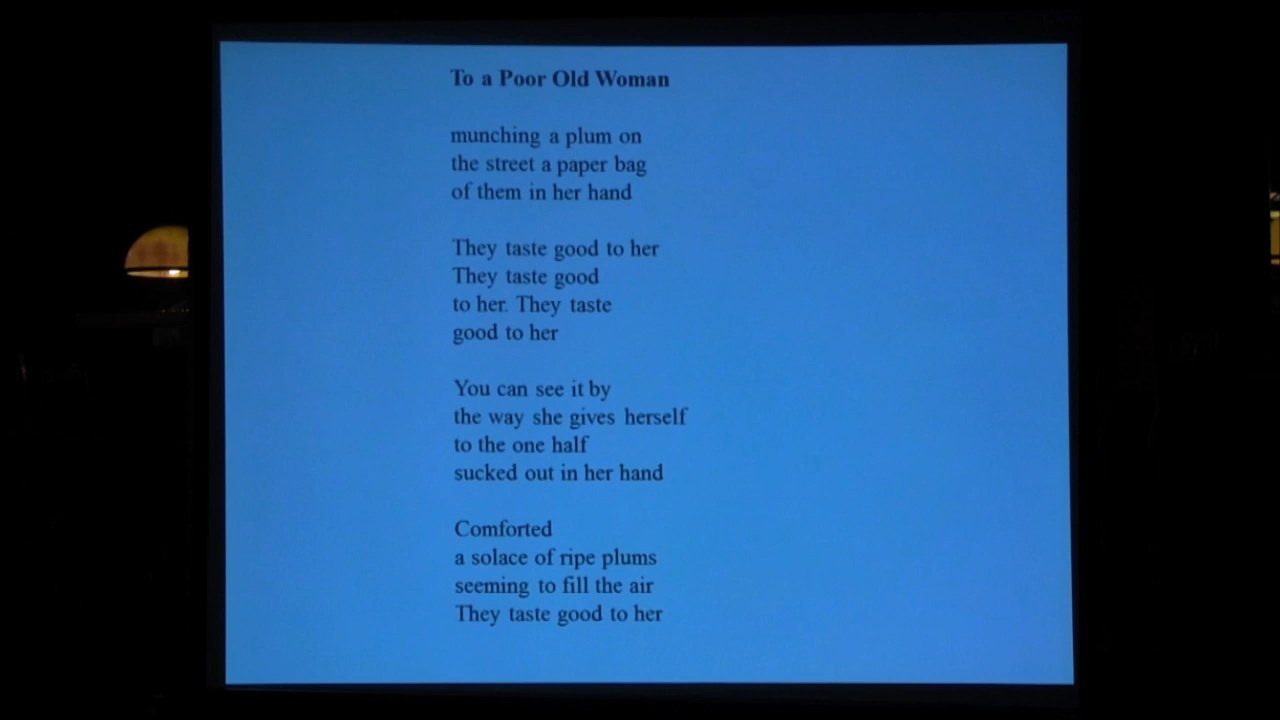 To a Poor Old Woman
munching a plum on
the street a paper bag
of them in her hand
They taste good to her
They taste good
to her. They taste
good to her
You can see it by
the way she gives herself
to the one half
sucked out in her hand
Comforted
a solace of ripe plums
seeming to fill the air
They taste good to her